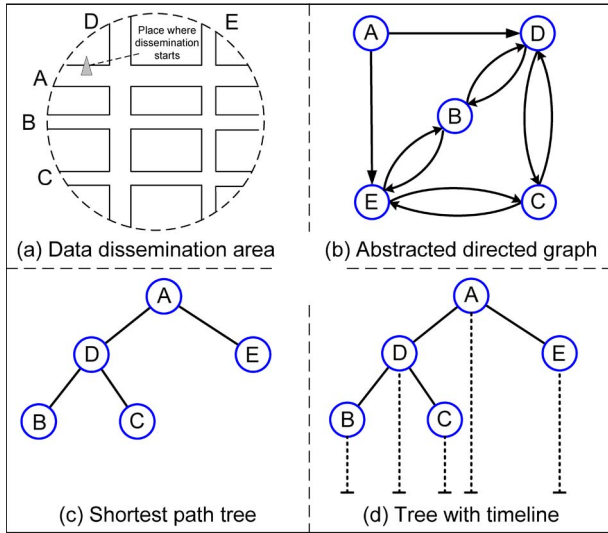 D
E
Place where
dissemination
starts
A
B
C
(a) Data dissemination area
A
D
B
E
C
(b) Abstracted directed graph
A
D
E
B
C
(c) Shortest path tree
A
D
E
B
C
(d) Tree with timeline